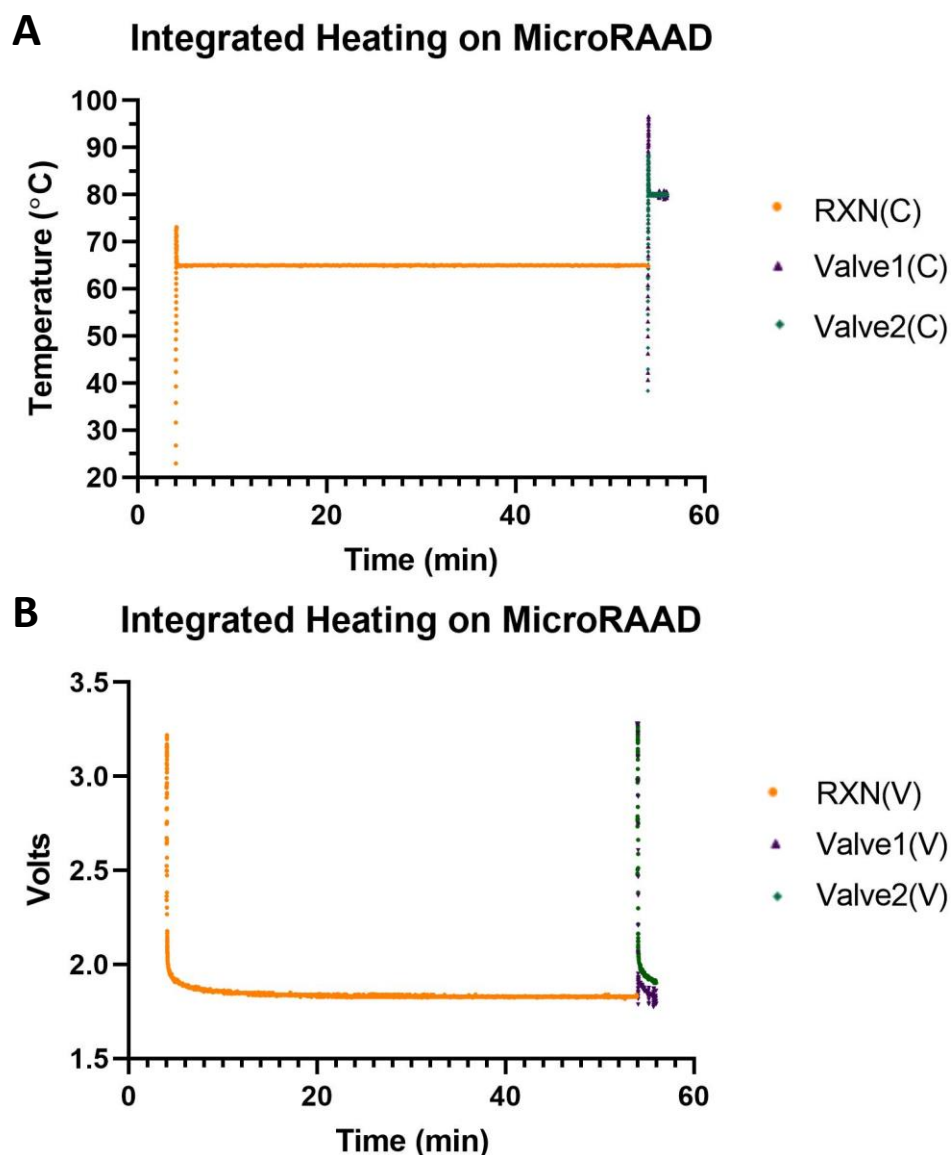 A
Integrated Heating on MicroRAAD
Temperature (°C)
100
90
80
70
60
50
40
30
20
0
20
40
60
Time (min)
RXN(C)
Valve1(C)
Valve2(C)
B
Integrated Heating on MicroRAAD
Volts
3.5
3.0
2.5
2.0
1.5
0
20
40
60
Time (min)
RXN(V)
Valve1(V)
Valve2(V)